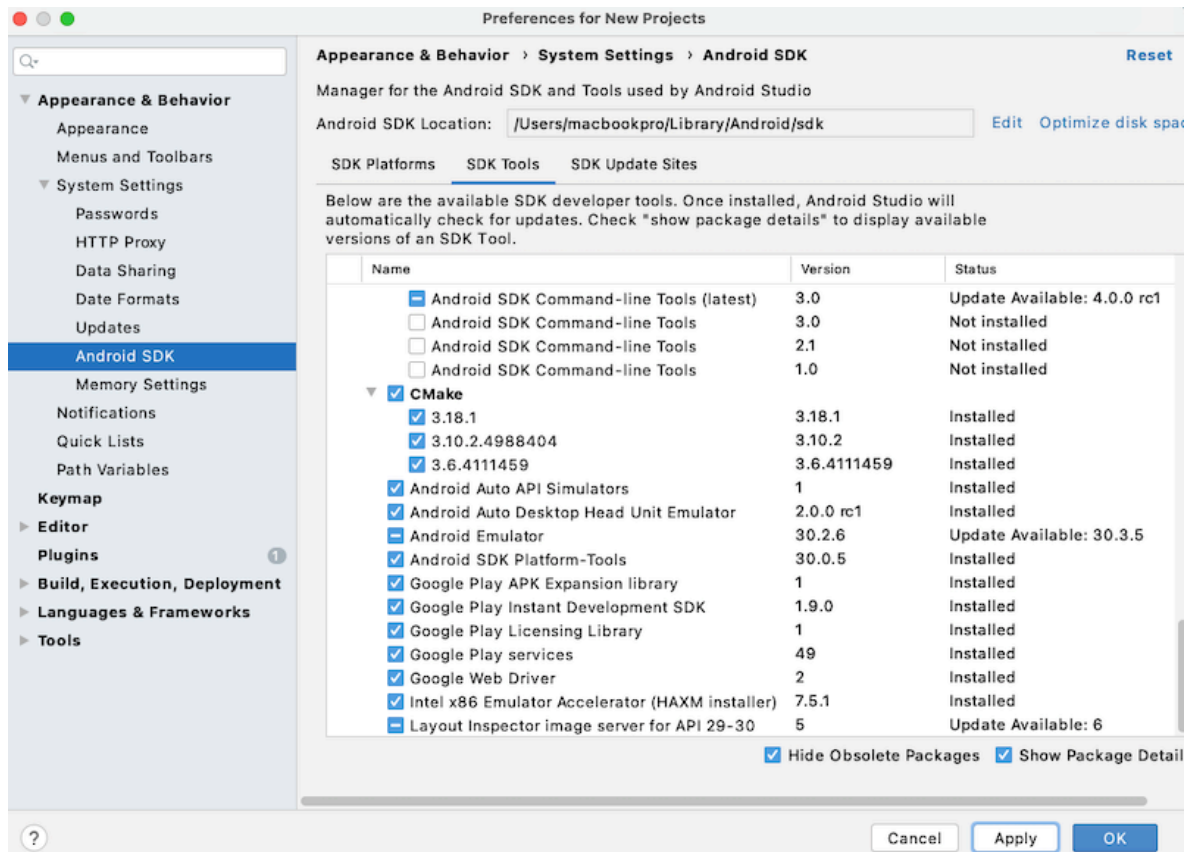 Preferences for New Projects
Appearance & Behavior
Appearance
Menus and Toolbars
System Settings
Passwords
HTTP Proxy
Data Sharing
Date Formats
Updates
Android SDK
Memory Settings
Notifications
Quick Lists
Path Variables
Keymap
Editor
Plugins 1
Build, Execution, Deployment
Languages & Frameworks
Tools
?
Appearance & Behavior › System Settings › Android SDK Reset
Manager for the Android SDK and Tools used by Android Studio
Android SDK Location: /Users/macbookpro/Library/Android/sdk Edit Optimize disk spac
SDK Platforms SDK Tools SDK Update Sites
Below are the available SDK developer tools. Once installed, Android Studio will
automatically check for updates. Check "show package details" to display available
versions of an SDK Tool.
Name Version Status
Android SDK Command-line Tools (latest) 3.0 Update Available: 4.0.0 rc1
Android SDK Command-line Tools 3.0 Not installed
Android SDK Command-line Tools 2.1 Not installed
Android SDK Command-line Tools 1.0 Not installed
CMake
3.18.1 3.18.1 Installed
3.10.2.4988404 3.10.2 Installed
3.6.4111459 3.6.4111459 Installed
Android Auto API Simulators 1 Installed
Android Auto Desktop Head Unit Emulator 2.0.0 rc1 Installed
Android Emulator 30.2.6 Update Available: 30.3.5
Android SDK Platform-Tools 30.0.5 Installed
Google Play APK Expansion library 1 Installed
Google Play Instant Development SDK 1.9.0 Installed
Google Play Licensing Library 1 Installed
Google Play services 49 Installed
Google Web Driver 2 Installed
Intel x86 Emulator Accelerator (HAXM installer) 7.5.1 Installed
Layout Inspector image server for API 29-30 5 Update Available: 6
Hide Obsolete Packages Show Package Detail
Cancel Apply OK